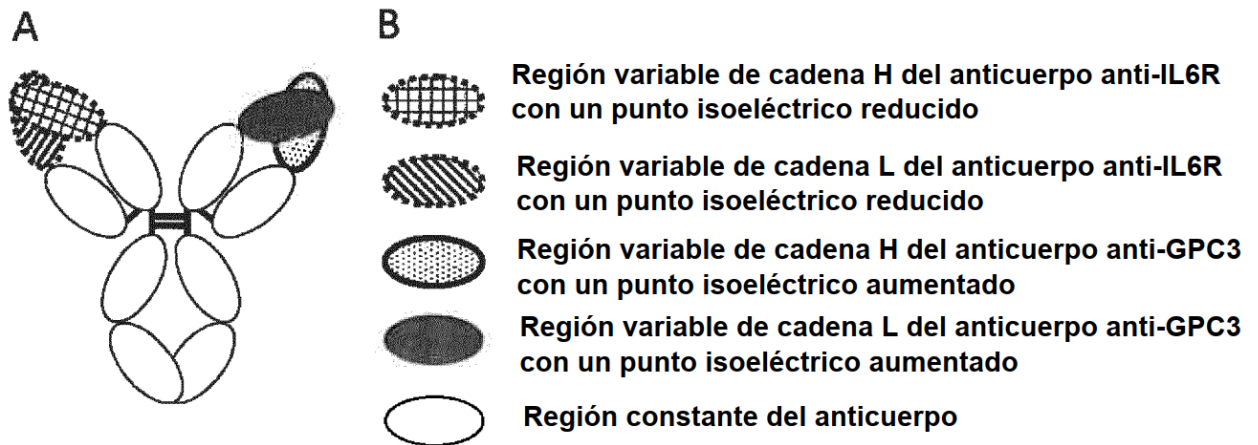 A
B
Región variable de cadena H del anticuerpo anti-IL6R
con un punto isoeléctrico reducido
Región variable de cadena L del anticuerpo anti-IL6R
con un punto isoeléctrico reducido
Región variable de cadena H del anticuerpo anti-GPC3
con un punto isoeléctrico aumentado
Región variable de cadena L del anticuerpo anti-GPC3
con un punto isoeléctrico aumentado
Región constante del anticuerpo